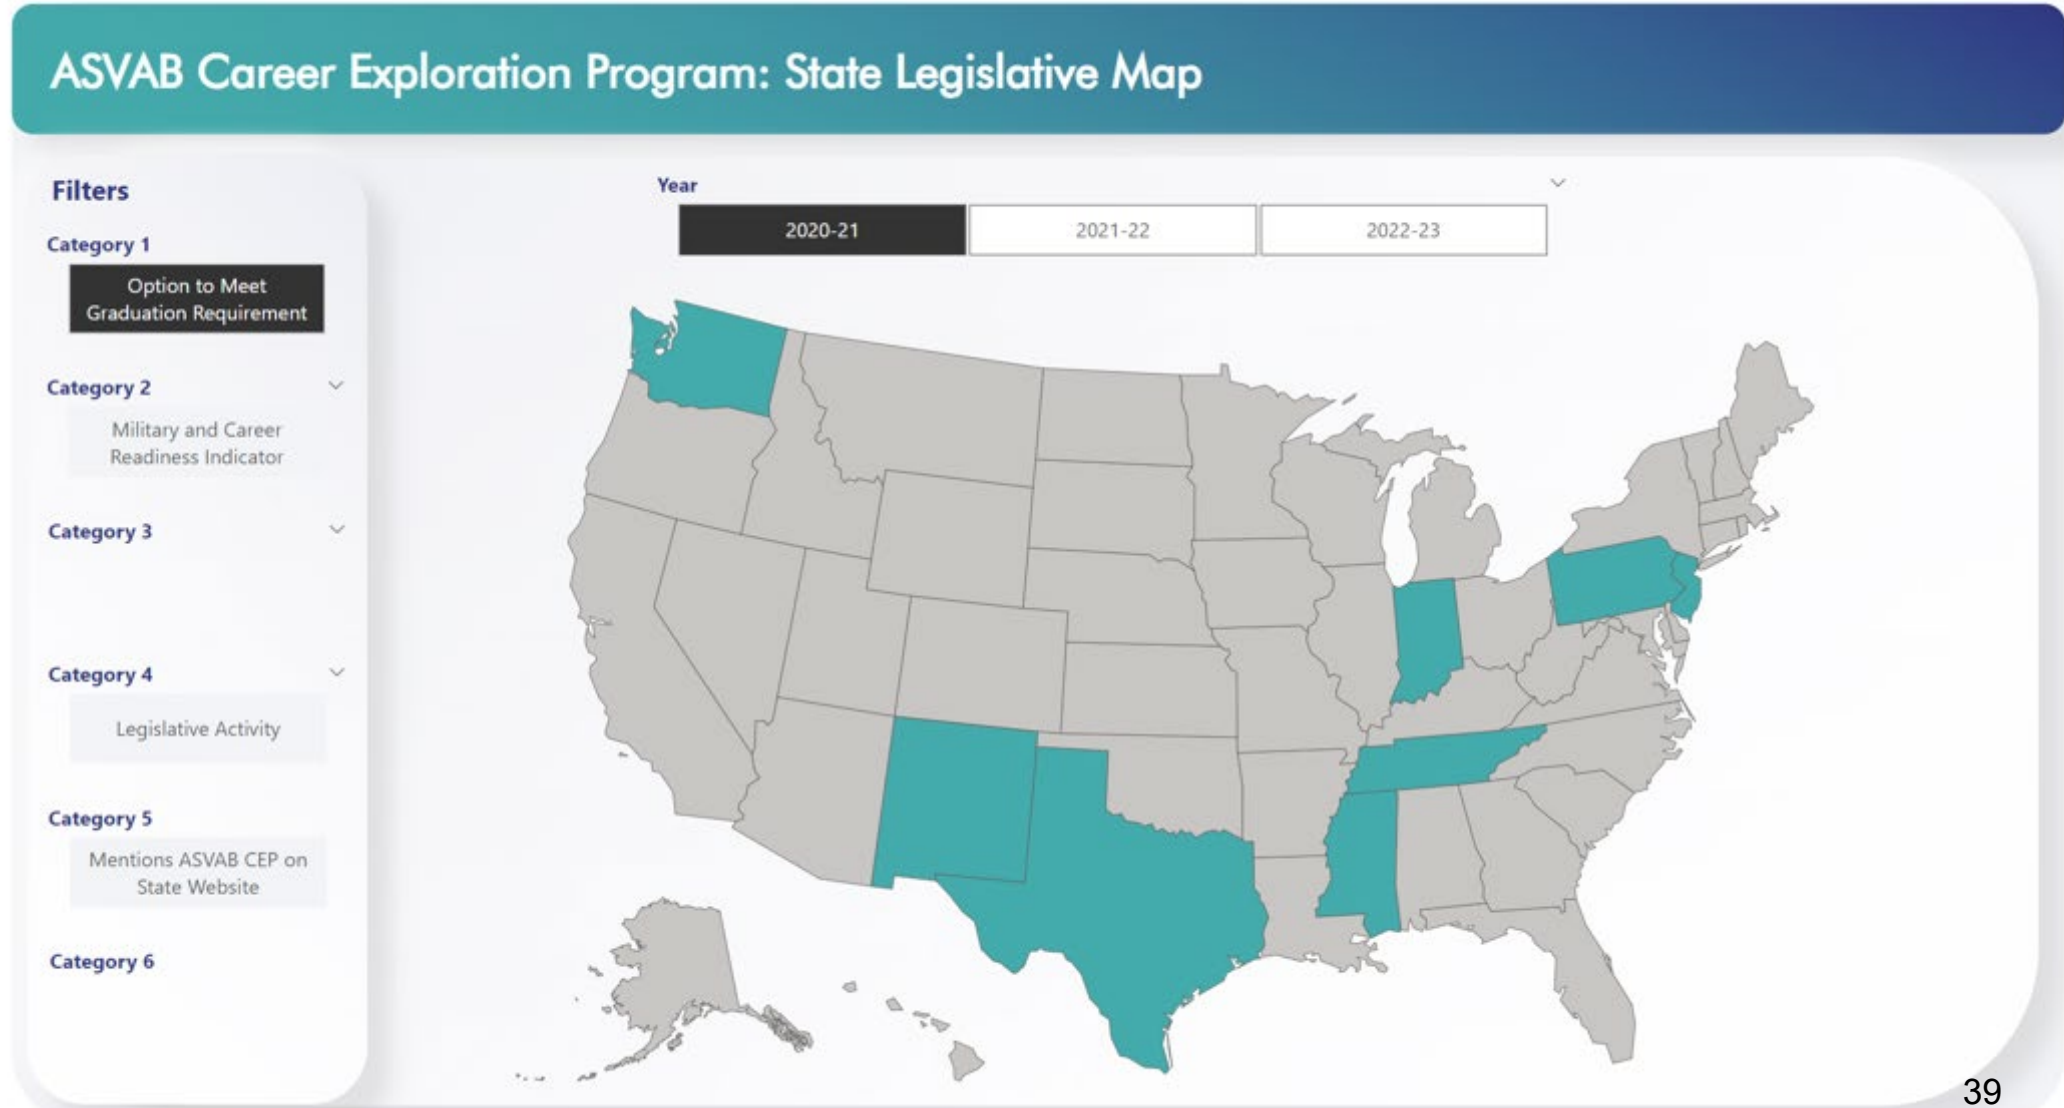 ASVAB Career Exploration Program: State Legislative Map
Filters
Category 1
Option to Meet
Graduation Requirement
Category 2
Military and Career
Readiness Indicator
Category 3
Category 4
Legislative Activity
Category 5
Mentions ASVAB CEP on
State Website
Category 6
Year
2020-21
2021-22
2022-23
39